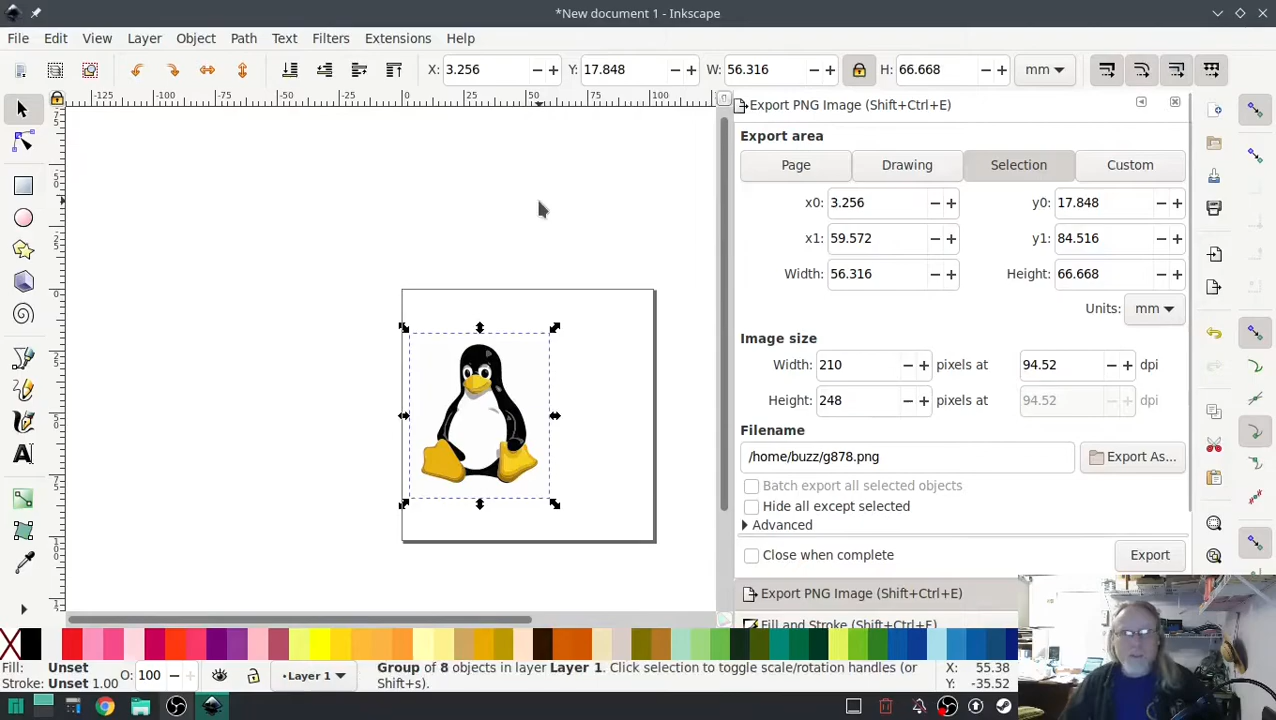 *New document 1 - Inkscape
File Edit View Layer Object Path Text Filters Extensions Help
X: 3.256 Y: 17.848 W: 56.316 H: 66.668 mm
-125 -100 -75 -50 -25 0 25 50 75 100
Export PNG Image (Shift+Ctrl+E)
Export area
Page Drawing Selection Custom
x0: 3.256 y0: 17.848
x1: 59.572 y1: 84.516
Width: 56.316 Height: 66.668
Units: mm
Image size
Width: 210 pixels at 94.52 dpi
Height: 248 pixels at 94.52 dpi
Filename
/home/buzz/g878.png Export As...
Batch export all selected objects
Hide all except selected
Advanced
Close when complete Export
Export PNG Image (Shift+Ctrl+E)
Fill and Stroke (Shift+Ctrl+F)
Fill: Unset
Stroke: Unset 1.00
O: 100
Layer 1
Group of 8 objects in layer Layer 1. Click selection to toggle scale/rotation handles (or
Shift+s).
X: 55.38
Y: -35.52